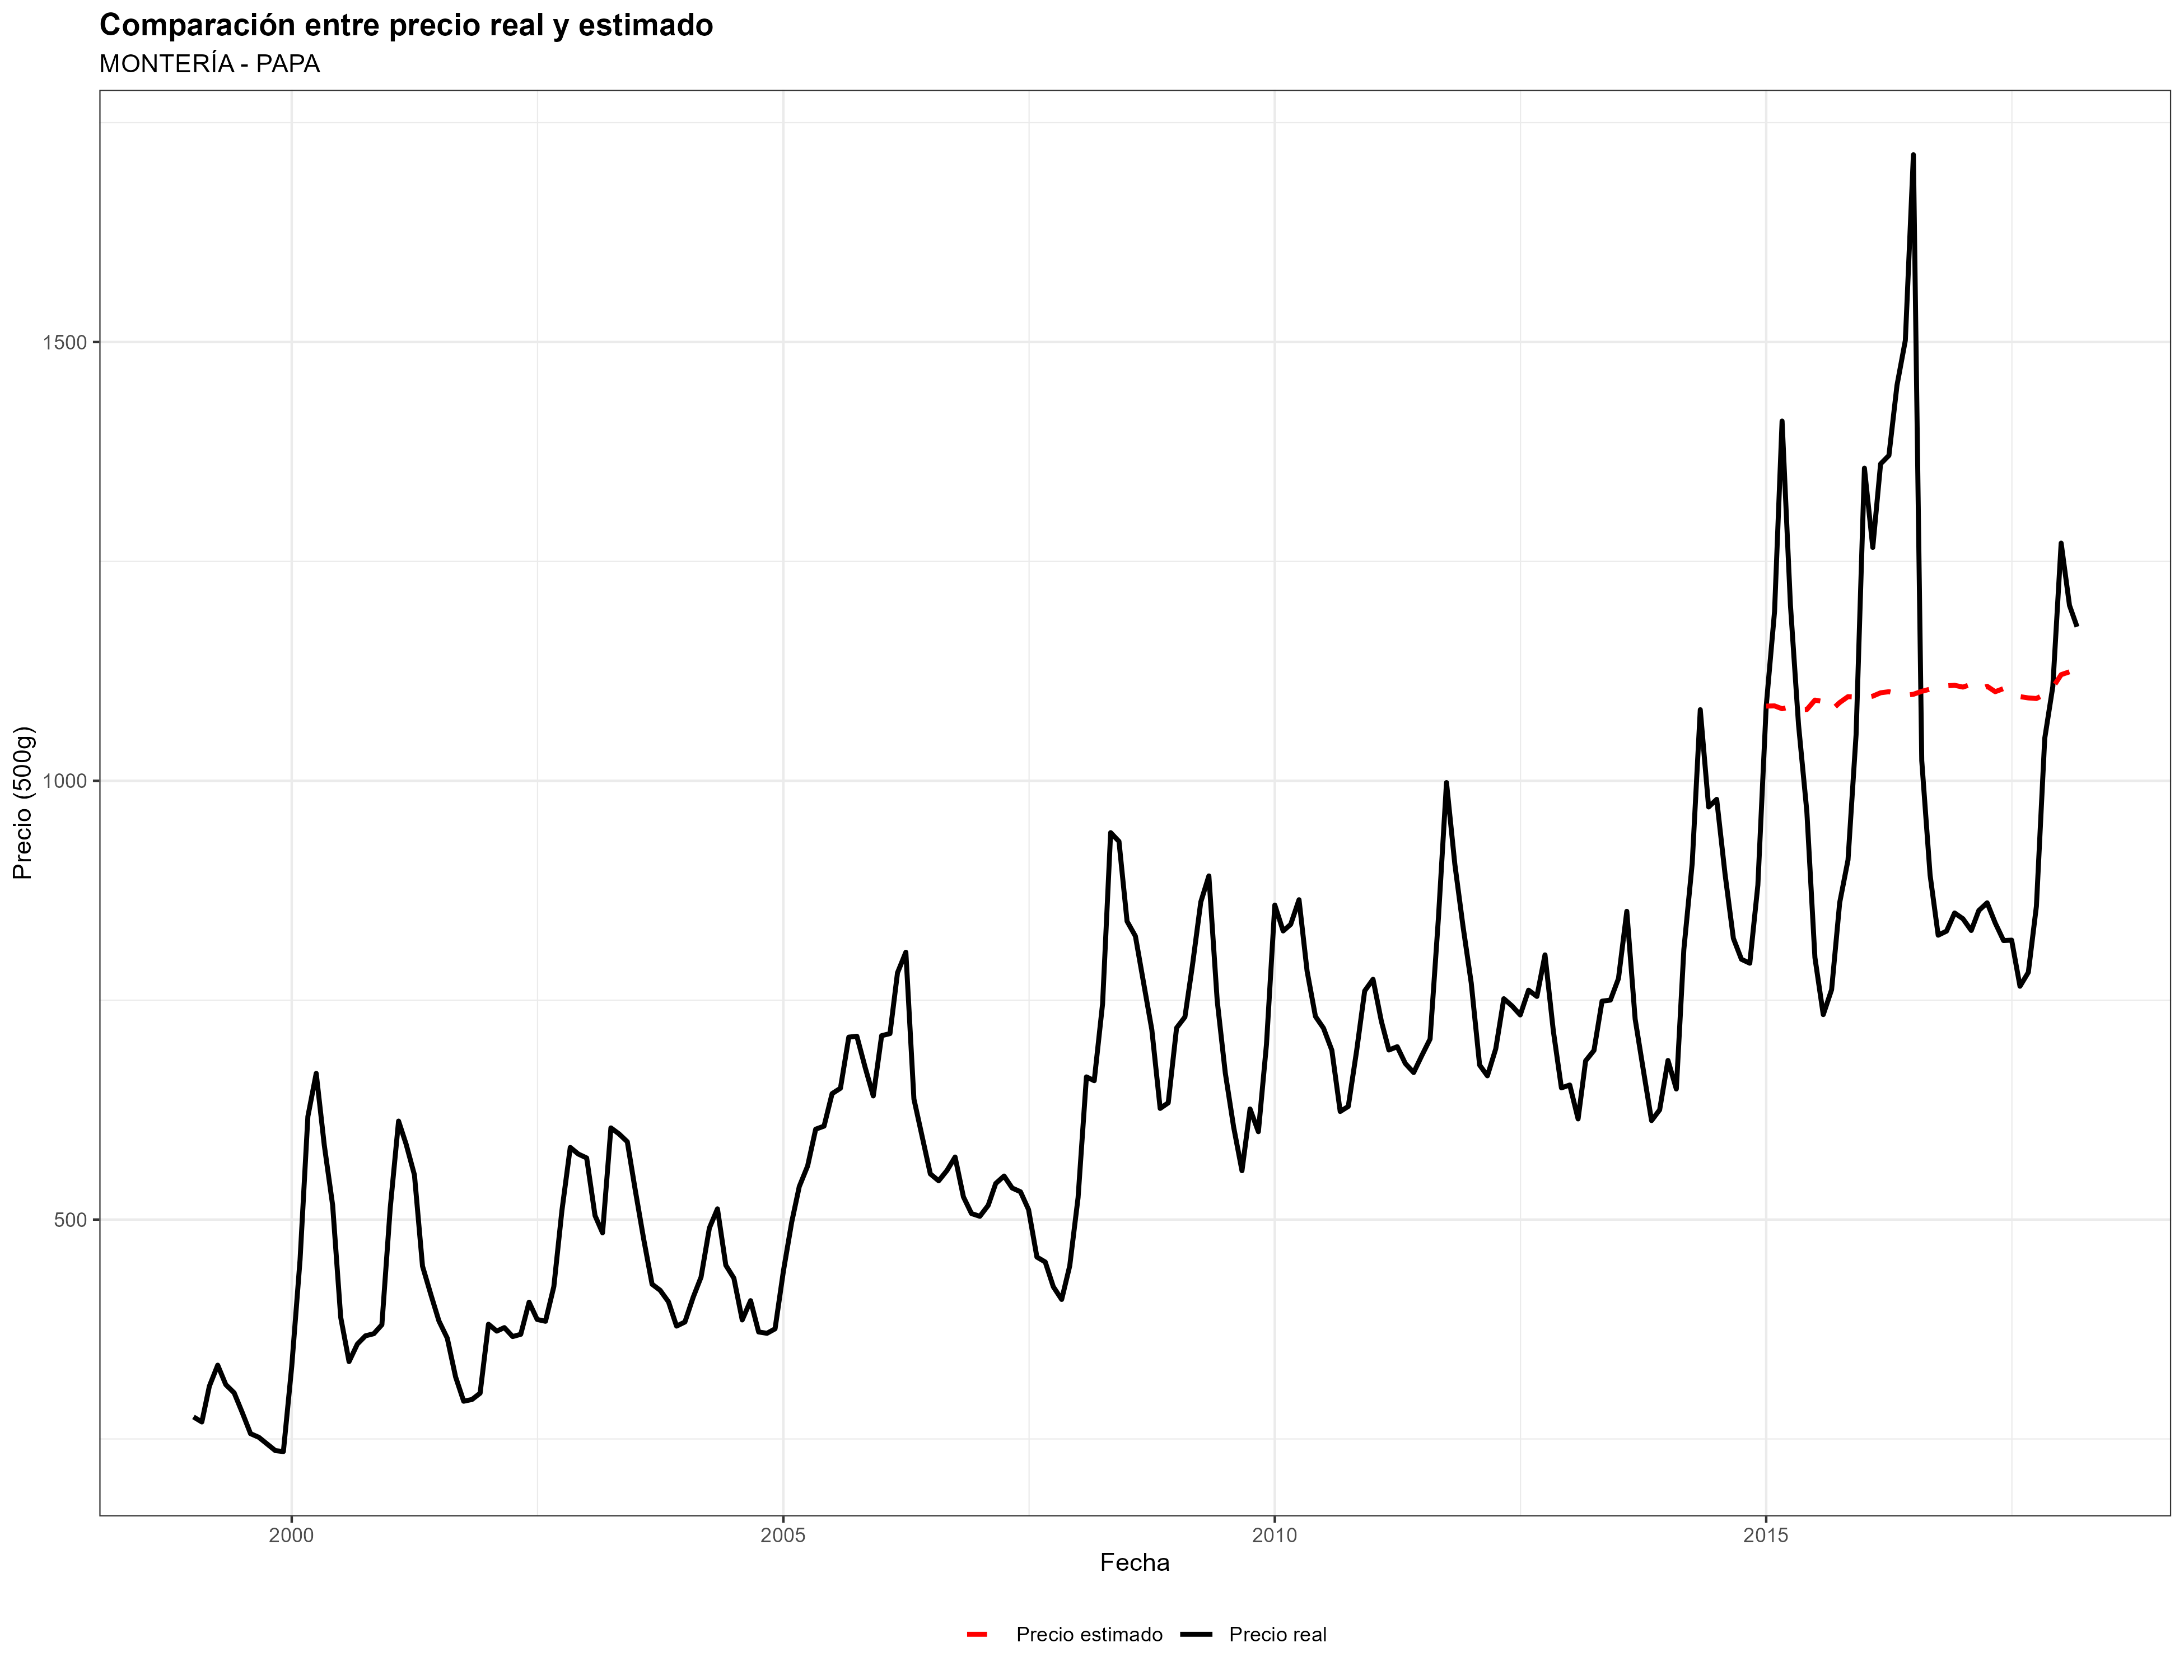 Comparación entre precio real y estimado
MONTERÍA - PAPA
Precio (500g)
1500
1000
500
2000
2005
2010
2015
Fecha
Precio estimado
Precio real